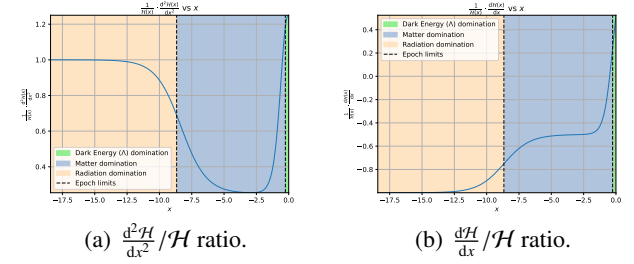 1/H(x) · d²H(x)/dx² vs x
1.2
1.0
0.8
0.6
0.4
1/H(x) · d²H(x)/dx²
Dark Energy (Λ) domination
Matter domination
Radiation domination
Epoch limits
−17.5 −15.0 −12.5 −10.0 −7.5 −5.0 −2.5 0.0
x
(a) d²ℋ/dx² /ℋ ratio.
1/H(x) · dH(x)/dx vs x
Dark Energy (Λ) domination
Matter domination
Radiation domination
Epoch limits
0.4
0.2
0.0
−0.2
−0.4
−0.6
−0.8
1/H(x) · dH(x)/dx
−17.5 −15.0 −12.5 −10.0 −7.5 −5.0 −2.5 0.0
x
(b) dℋ/dx /ℋ ratio.